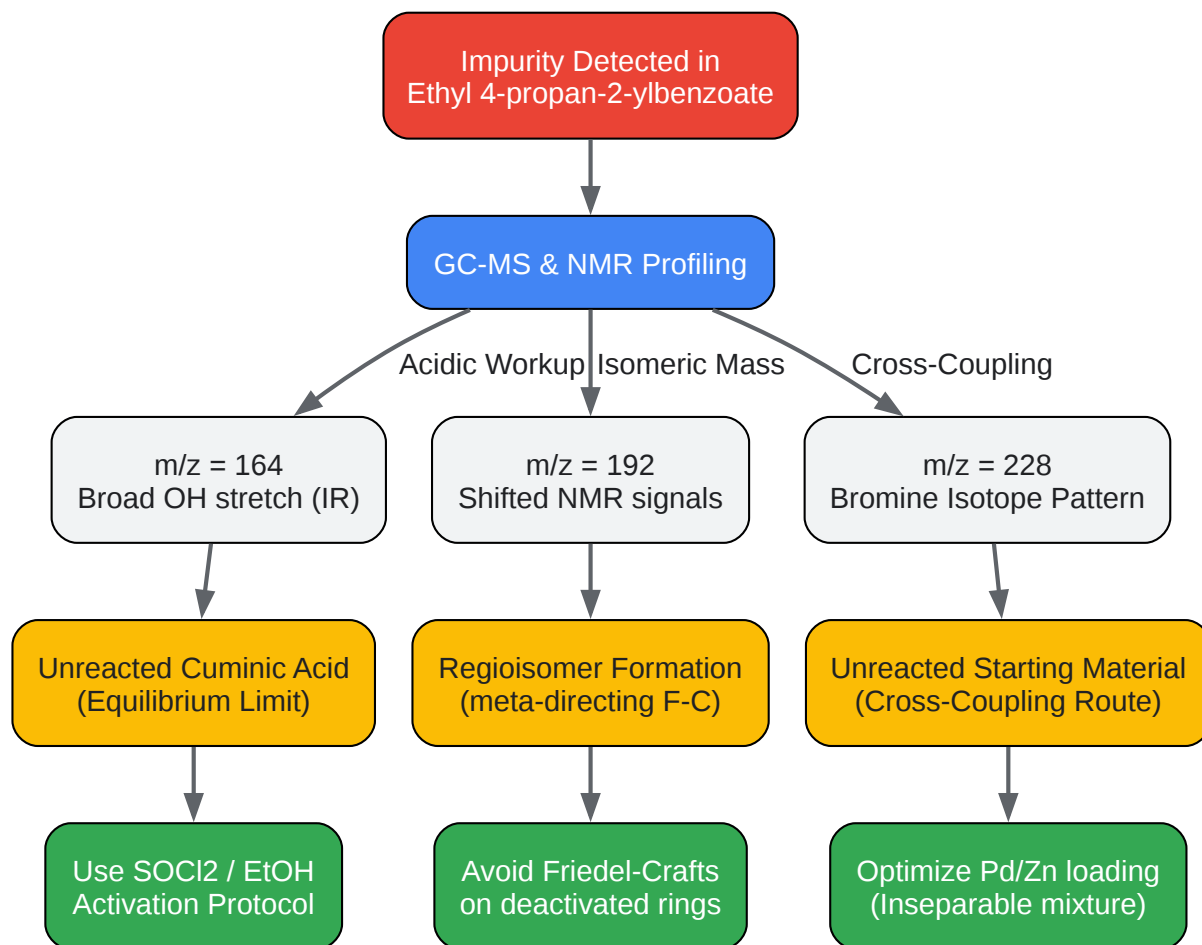 Impurity Detected in
Ethyl 4-propan-2-ylbenzoate
GC-MS & NMR Profiling
Acidic Workup
Isomeric Mass
Cross-Coupling
m/z = 164
Broad OH stretch (IR)
m/z = 192
Shifted NMR signals
m/z = 228
Bromine Isotope Pattern
Unreacted Cuminic Acid
(Equilibrium Limit)
Regioisomer Formation
(meta-directing F-C)
Unreacted Starting Material
(Cross-Coupling Route)
Use SOCl2 / EtOH
Activation Protocol
Avoid Friedel-Crafts
on deactivated rings
Optimize Pd/Zn loading
(Inseparable mixture)